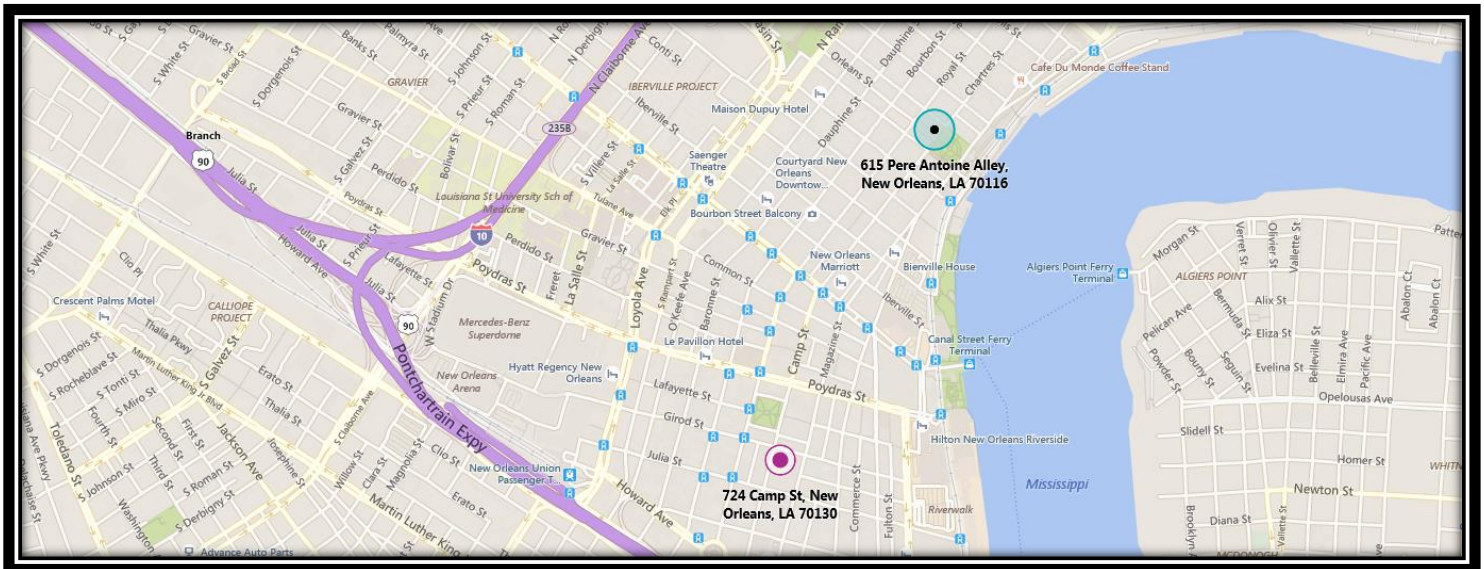 Gravier St
Palmyra St
S White St
S Broad St
Banks St
S Dorgenois St
GRAVIER
S Johnson St
S Prieur St
S Roman St
N Derbigny St
N Claiborne Ave
Conti St
IBERVILLE PROJECT
Iberville St
Maison Dupuy Hotel
Orleans St
Dauphine St
Bourbon St
Royal St
Chartres St
Cafe Du Monde Coffee Stand
Dauphine St
615 Pere Antoine Alley,
New Orleans, LA 70116
235B
Branch
90
Gravier St
S Galvez St
Bolivar St
Perdido St
Julia St
Poydras St
S Villere St
La Salle St
Saenger
Theatre
Courtyard New
Orleans
Downtow...
Louisiana St University Sch of
Medicine
Tulane Ave
Elk Pl
Bourbon Street Balcony
10
Julia St
S Prieur St
Howard Ave
Lafayette St
Perdido St
Gravier St
Poydras St
Freret
La Salle St
Loyola Ave
S Rampart St
O'Keefe Ave
Baronne St
Common St
New Orleans
Marriott
Bienville House
Iberville St
Algiers Point Ferry
Terminal
Morgan St
Verret St
Olivier St
Vallette St
ALGIERS POINT
Pelican Ave
Bermuda St
Alix St
Eliza St
Abalon Ct
Abalon Ct
Powder St
Bouny St
Seguin St
Belleville St
Elmira Ave
Pacific Ave
Evelina St
Opelousas Ave
Slidell St
Homer St
Newton St
Diana St
Vallette St
S White St
Clio Pl
Crescent Palms Motel
CALLIOPE
PROJECT
Thalia Pkwy
Julia St
90
W Stadium Dr
Mercedes-Benz
Superdome
Le Pavillon Hotel
Camp St
Magazine St
Canal Street Ferry
Terminal
S Dorgenois St
Martin Luther King Jr Blvd
S Galvez St
S Rocheblave St
S Tonti St
S Miro St
Erato St
Thalia St
Pontchartrain Expy
New Orleans
Arena
Hyatt Regency New
Orleans
Lafayette St
Poydras St
Girod St
Hilton New Orleans Riverside
Toledano St
Fourth St
Second St
First St
Third St
Jackson Ave
Josephine St
S Claiborne Ave
Willow St
Clara St
Magnolia St
Clio St
New Orleans Union
Passenger T...
Julia St
S Johnson St
S Roman St
S Derbigny St
Erato St
Howard Ave
724 Camp St, New
Orleans, LA 70130
Commerce St
Fulton St
Riverwalk
Mississippi
Martin Luther King
Advance Auto Parts